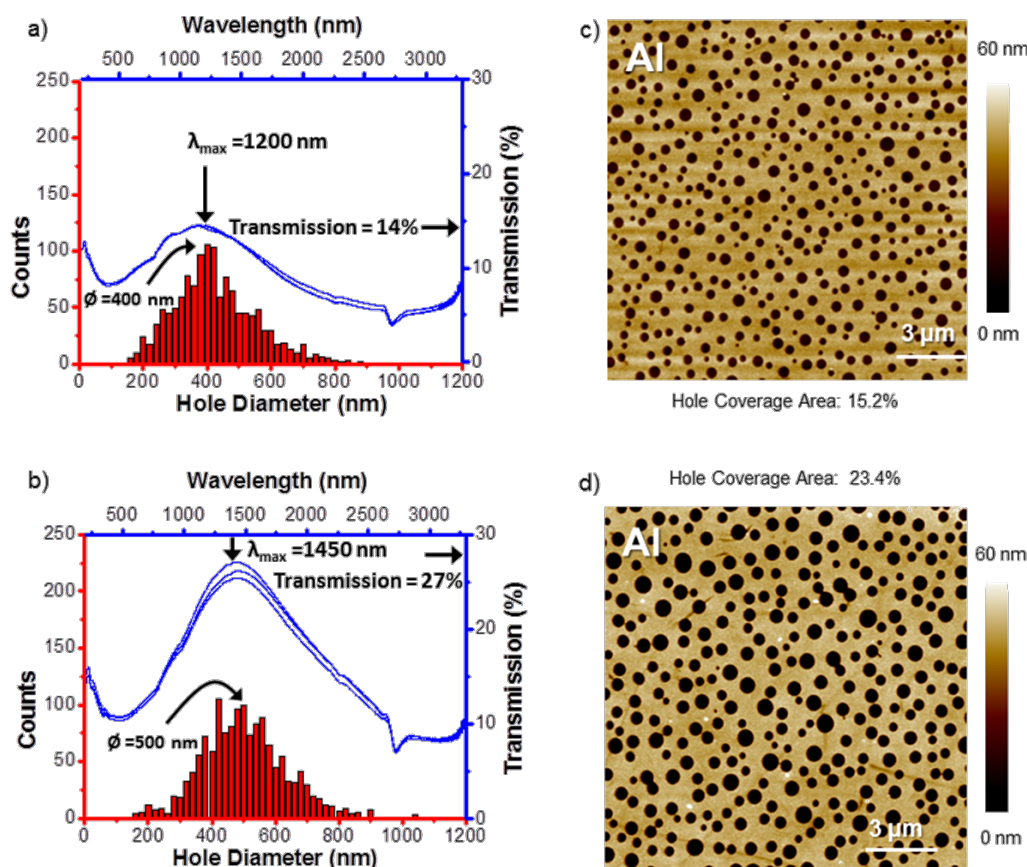 a)
Wavelength (nm)
500 1000 1500 2000 2500 3000
250
200
150
100
50
0
Counts
30
20
10
0
Transmission (%)
λmax =1200 nm
Transmission = 14%
Ø =400 nm
0 200 400 600 800 1000 1200
Hole Diameter (nm)
c)
Al
3 µm
60 nm
0 nm
Hole Coverage Area: 15.2%
b)
Wavelength (nm)
500 1000 1500 2000 2500 3000
250
200
150
100
50
0
Counts
30
20
10
0
Transmission (%)
λmax =1450 nm
Transmission = 27%
Ø =500 nm
0 200 400 600 800 1000 1200
Hole Diameter (nm)
d)
Hole Coverage Area: 23.4%
Al
3 µm
60 nm
0 nm